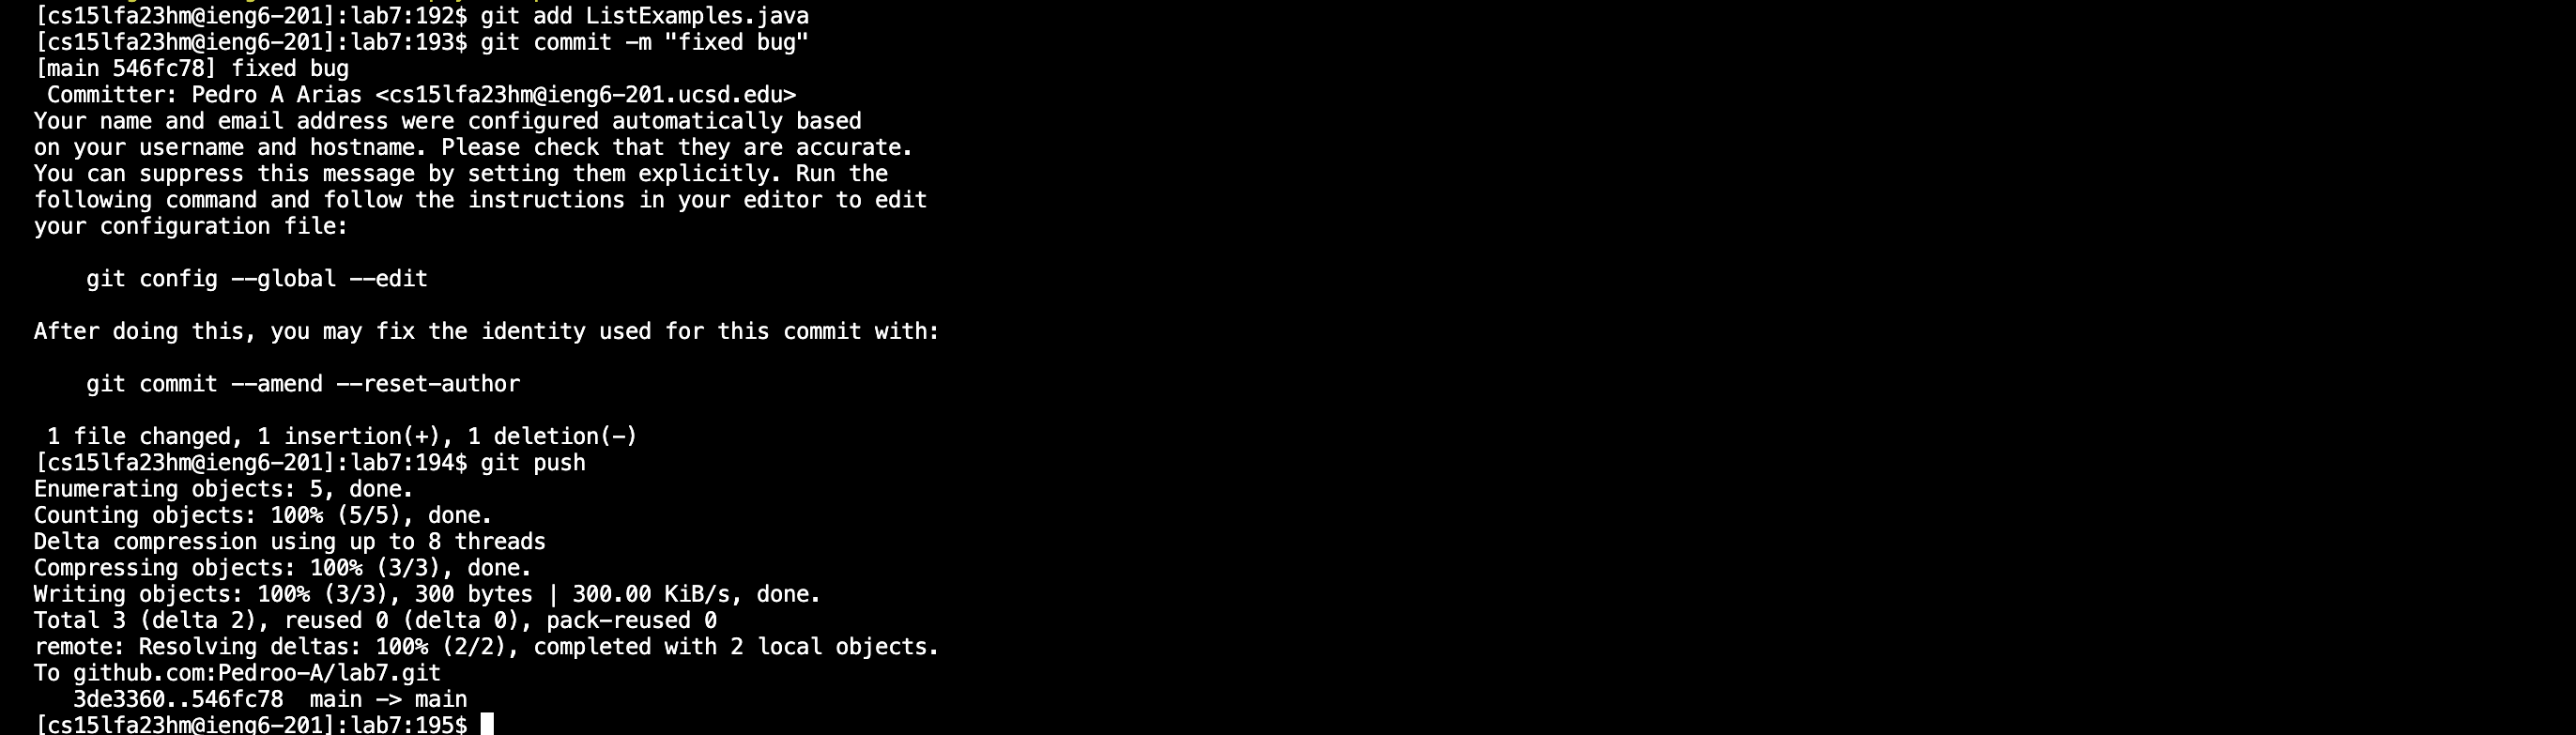 [cs15lfa23hm@ieng6-201]:lab7:192$ git add ListExamples.java
[cs15lfa23hm@ieng6-201]:lab7:193$ git commit -m "fixed bug"
[main 546fc78] fixed bug
 Committer: Pedro A Arias <cs15lfa23hm@ieng6-201.ucsd.edu>
Your name and email address were configured automatically based
on your username and hostname. Please check that they are accurate.
You can suppress this message by setting them explicitly. Run the
following command and follow the instructions in your editor to edit
your configuration file:

    git config --global --edit

After doing this, you may fix the identity used for this commit with:

    git commit --amend --reset-author

 1 file changed, 1 insertion(+), 1 deletion(-)
[cs15lfa23hm@ieng6-201]:lab7:194$ git push
Enumerating objects: 5, done.
Counting objects: 100% (5/5), done.
Delta compression using up to 8 threads
Compressing objects: 100% (3/3), done.
Writing objects: 100% (3/3), 300 bytes | 300.00 KiB/s, done.
Total 3 (delta 2), reused 0 (delta 0), pack-reused 0
remote: Resolving deltas: 100% (2/2), completed with 2 local objects.
To github.com:Pedroo-A/lab7.git
   3de3360..546fc78  main -> main
[cs15lfa23hm@ieng6-201]:lab7:195$